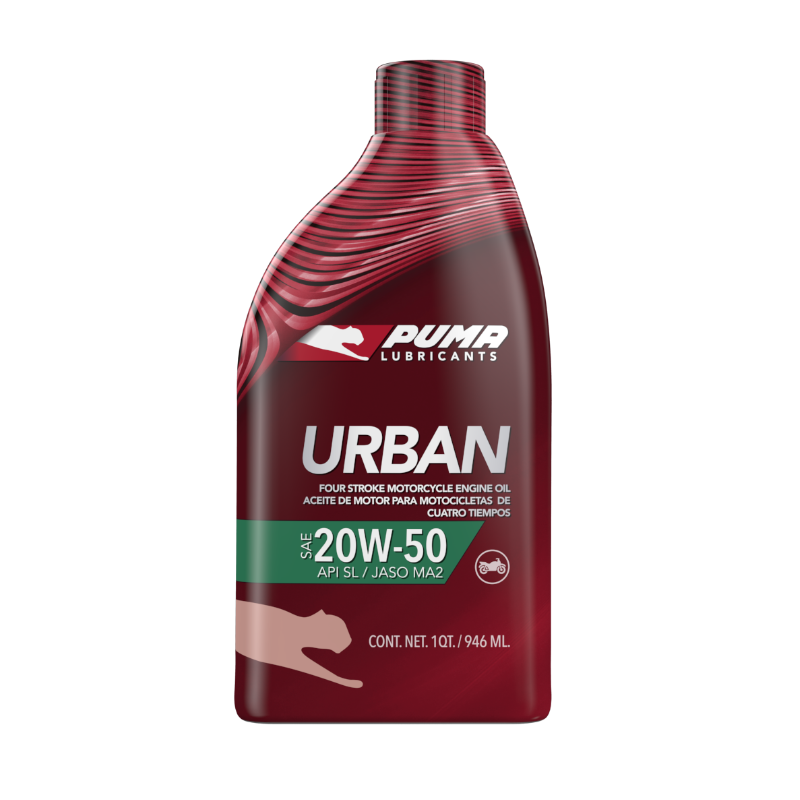 PUMA
LUBRICANTS
URBAN
FOUR STROKE MOTORCYCLE ENGINE OIL
ACEITE DE MOTOR PARA MOTOCICLETAS DE
CUATRO TIEMPOS
SAE 20W-50
API SL / JASO MA2
CONT. NET. 1QT. / 946 ML.